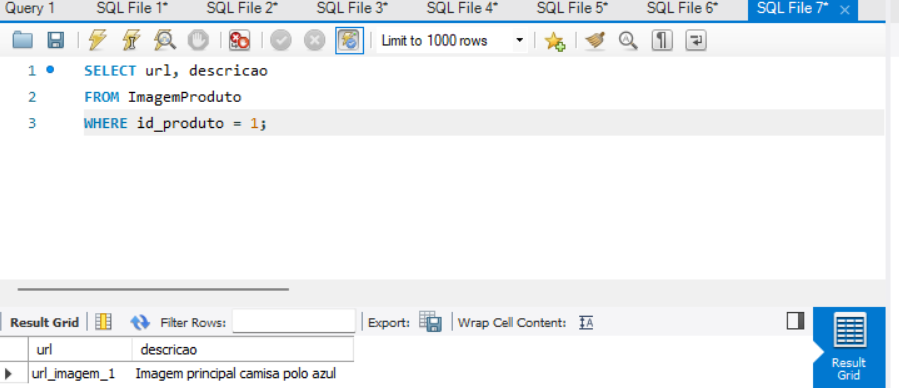 Query 1 SQL File 1* SQL File 2* SQL File 3* SQL File 4* SQL File 5* SQL File 6* SQL File 7* ×
Limit to 1000 rows
1 SELECT url, descricao
2 FROM ImagemProduto
3 WHERE id_produto = 1;
Result Grid Filter Rows: Export: Wrap Cell Content: IA
url descricao
url_imagem_1 Imagem principal camisa polo azul
Result
Grid